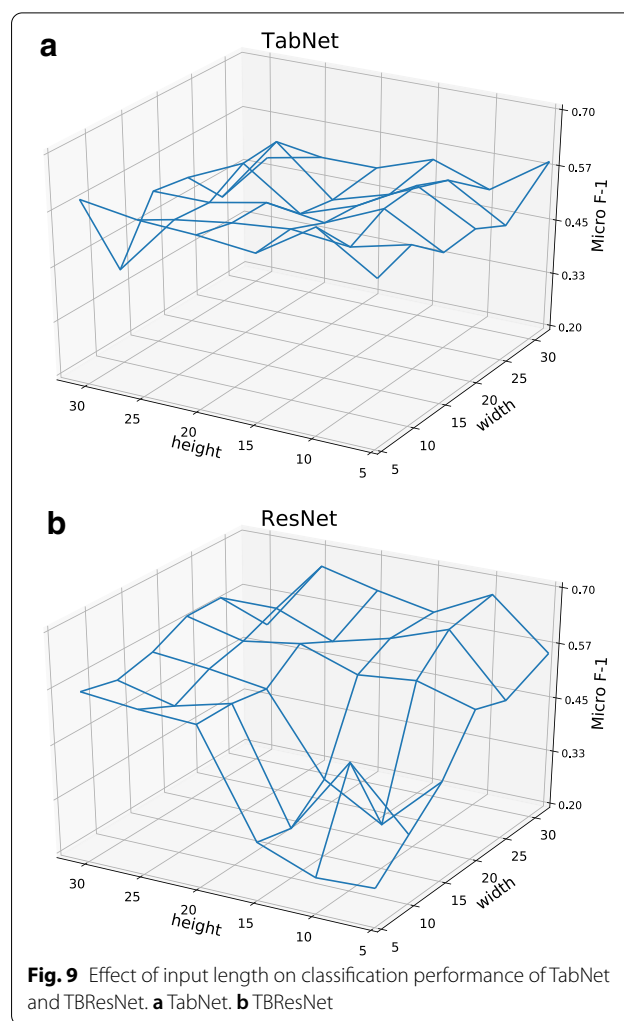 a
TabNet
0.70
0.57
0.45
0.33
0.20
Micro F-1
30
25
20
15
10
5
height
5
10
15
20
25
30
width
b
ResNet
0.70
0.57
0.45
0.33
0.20
Micro F-1
30
25
20
15
10
5
height
5
10
15
20
25
30
width
Fig. 9 Effect of input length on classification performance of TabNet
and TBResNet. a TabNet. b TBResNet